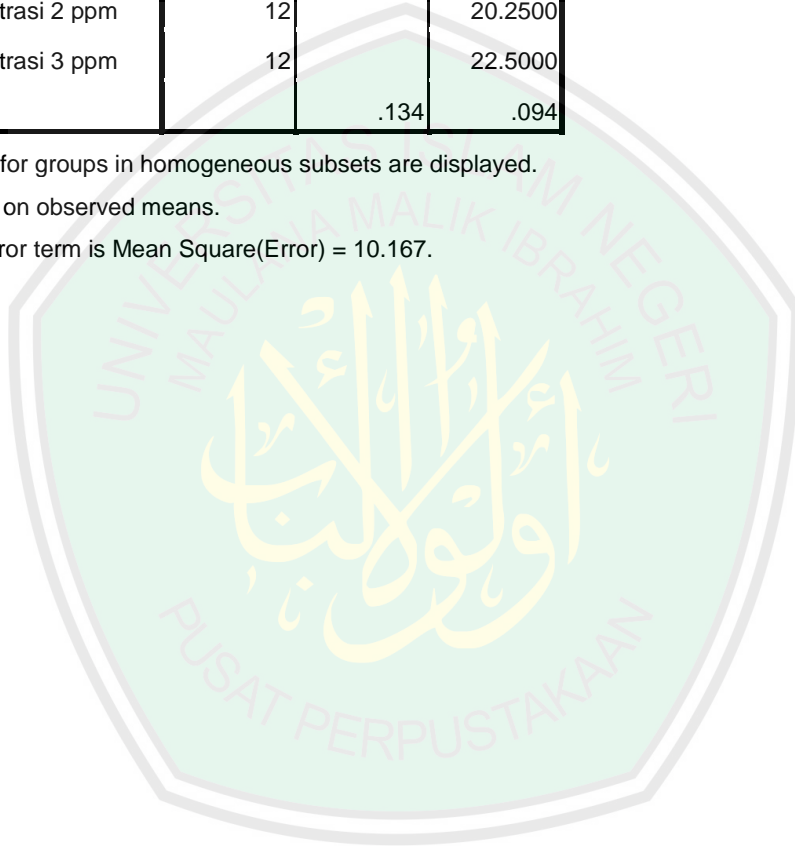 trasi 2 ppm 12 20.2500
trasi 3 ppm 12 22.5000
.134 .094
for groups in homogeneous subsets are displayed.
on observed means.
ror term is Mean Square(Error) = 10.167.
UNIVERSITAS ISLAM NEGERI
MAULANA MALIK IBRAHIM
أولوا الألباب
PUSAT PERPUSTAKAAN